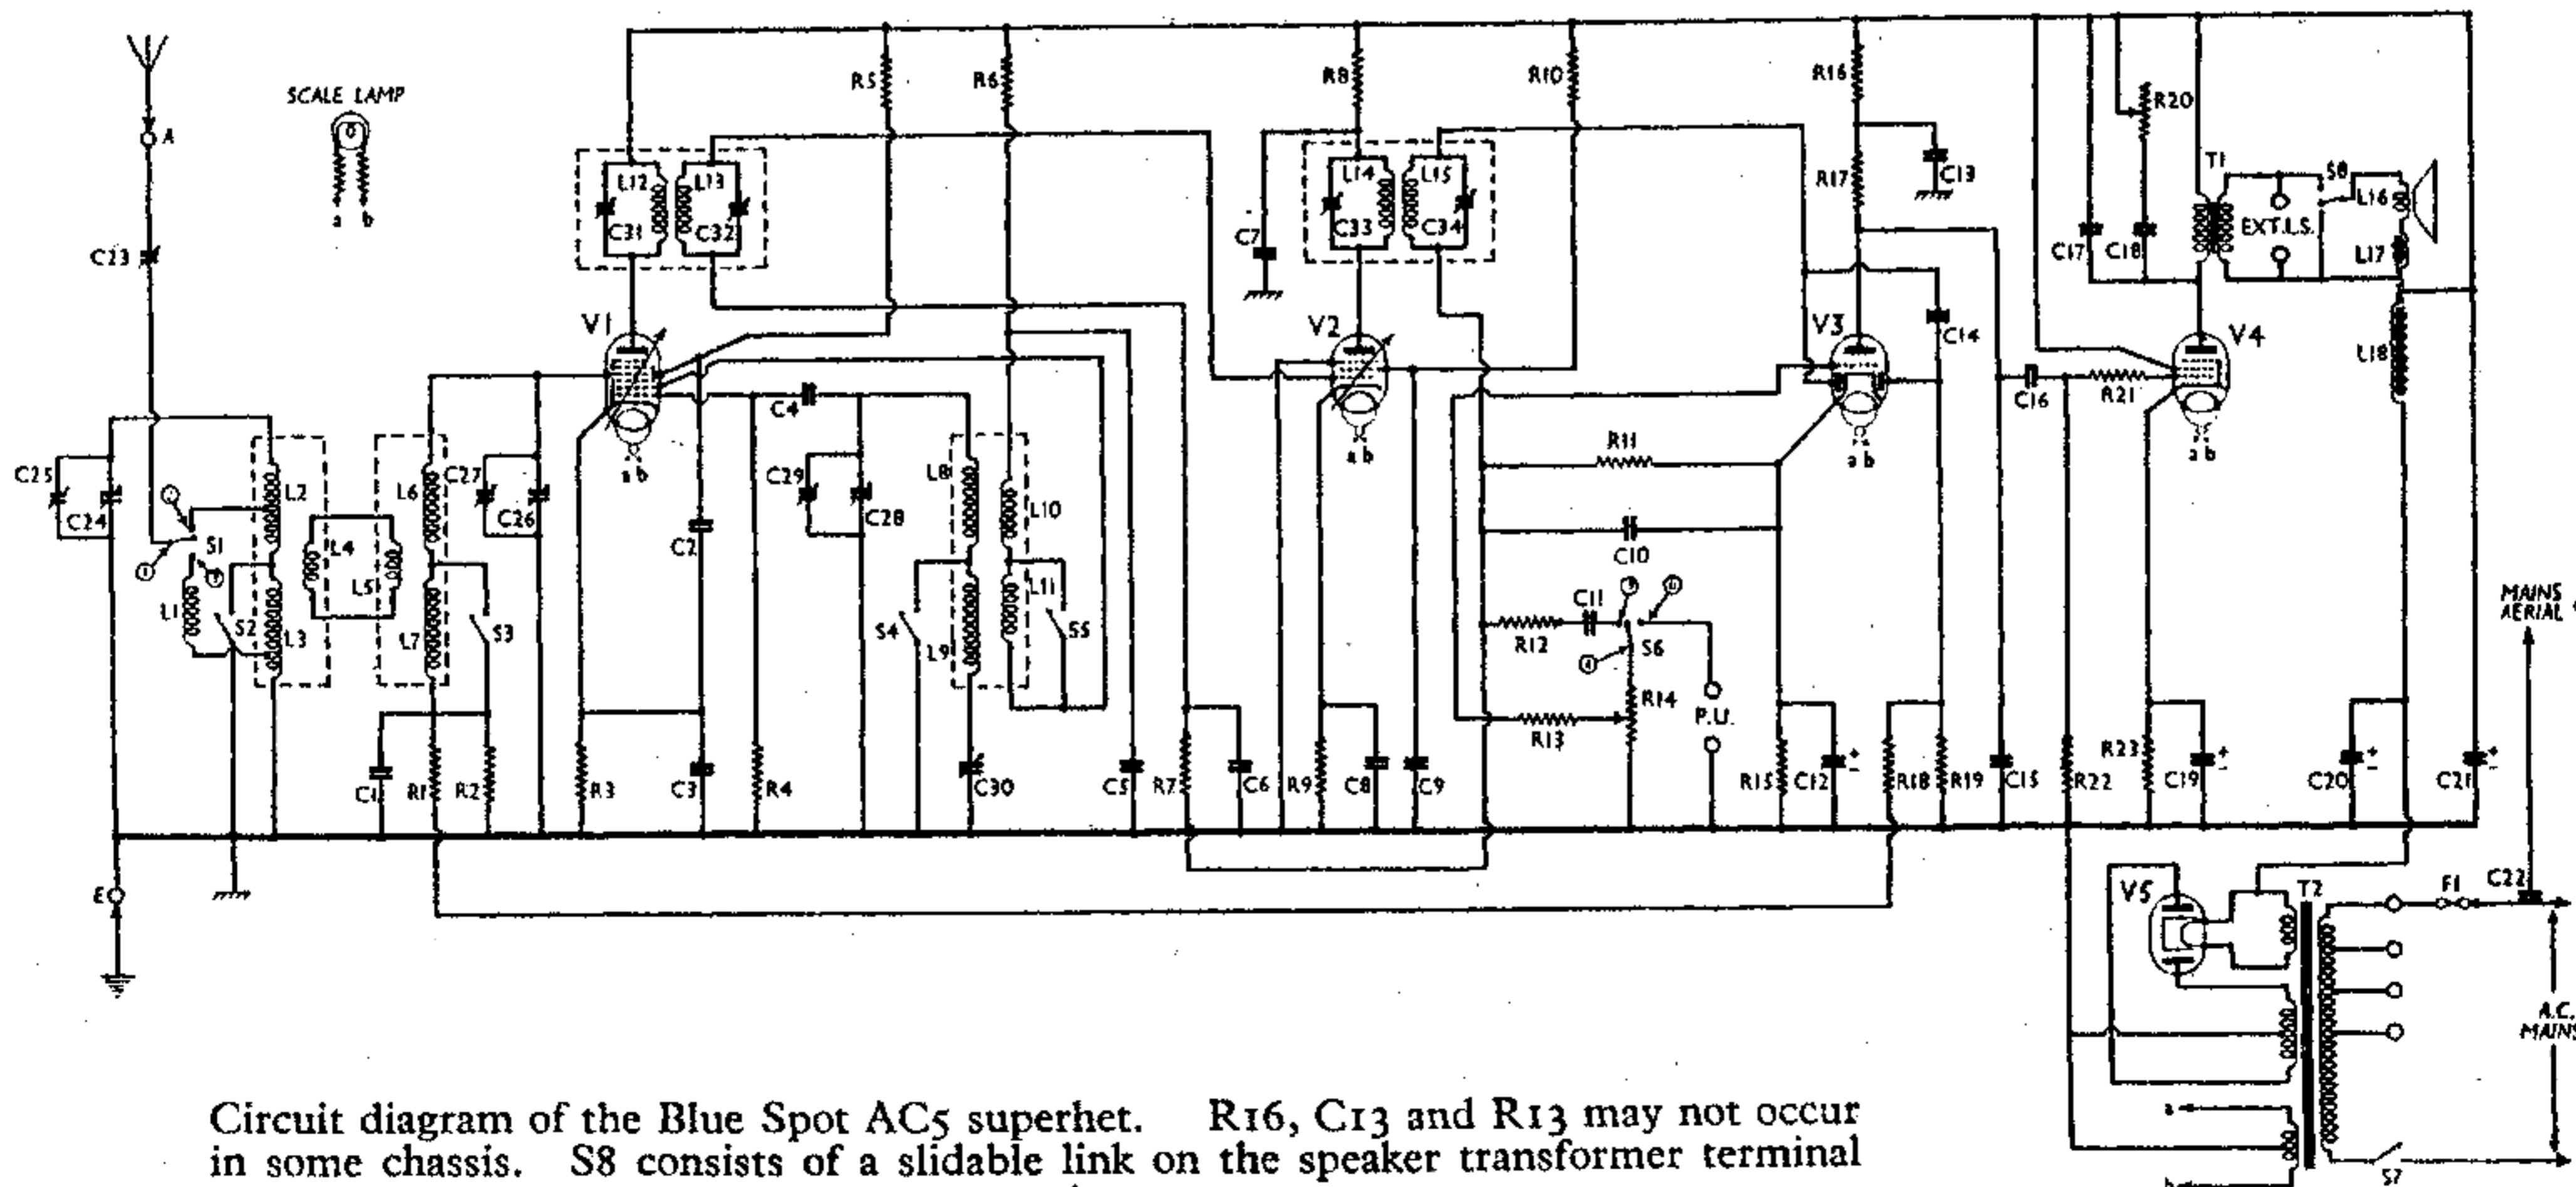 SCALE LAMP
a b
A
C23
C25
C24
S1
L1
S2
L2
L3
L4
L5
L6
L7
C27
C26
S3
C1
R1
R2
E
V1
a b
L12
C31
L13
C32
R3
C2
C3
R4
C4
C29
C28
S4
L8
L9
C30
L10
L11
S5
R5
R6
C5
R7
C6
R8
C7
L14
C33
L15
C34
V2
a b
R9
C8
C9
R10
R11
C10
R12
C11
S6
R13
R14
P.U.
R15
C12
+
-
R16
R17
C13
V3
a b
C14
R18
R19
C15
C16
R21
R22
V4
a b
R23
C19
+
-
C17
C18
R20
T1
EXT.L.S.
S8
L16
L17
L18
C20
+
-
C21
+
-
MAINS
AERIAL
V5
T2
F1
C22
A.C.
MAINS
S7
a
b
Circuit diagram of the Blue Spot AC5 superhet. R16, C13 and R13 may not occur
in some chassis. S8 consists of a slidable link on the speaker transformer terminal